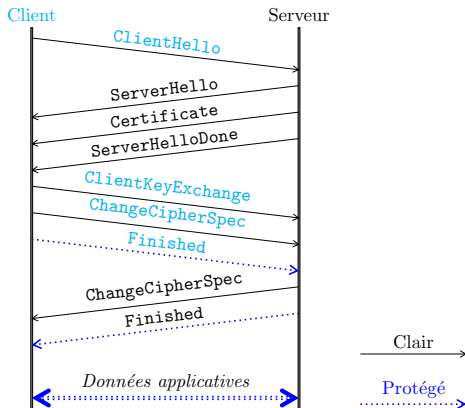 Client
Serveur
ClientHello
ServerHello
Certificate
ServerHelloDone
ClientKeyExchange
ChangeCipherSpec
Finished
ChangeCipherSpec
Finished
Clair
Données applicatives
Protégé